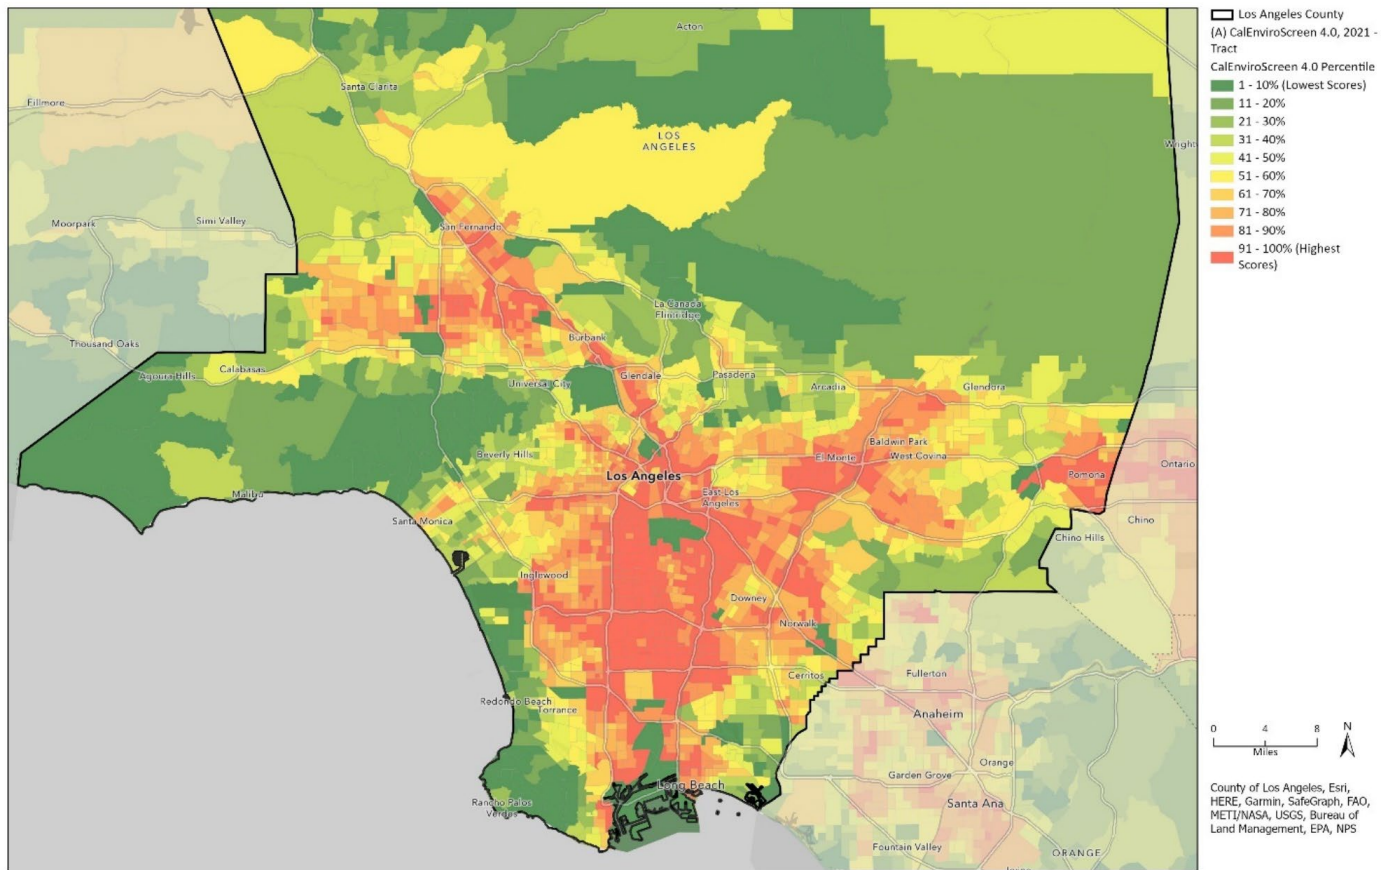 Los Angeles County
(A) CalEnviroScreen 4.0, 2021 -
Tract
CalEnviroScreen 4.0 Percentile
1 - 10% (Lowest Scores)
11 - 20%
21 - 30%
31 - 40%
41 - 50%
51 - 60%
61 - 70%
71 - 80%
81 - 90%
91 - 100% (Highest
Scores)
Acton
Santa Clarita
Fillmore
LOS
ANGELES
Wright
Moorpark
Simi Valley
San Fernando
La Cañada
Flintridge
Thousand Oaks
Burbank
Agoura Hills
Calabasas
Universal City
Glendale
Pasadena
Arcadia
Glendora
Baldwin Park
Beverly Hills
El Monte
West Covina
Los Angeles
Pomona
Ontario
Malibu
East Los
Angeles
Santa Monica
Chino
Chino Hills
Inglewood
Downey
Norwalk
Cerritos
Fullerton
Redondo Beach
Torrance
Anaheim
Orange
Garden Grove
Long Beach
Rancho Palos
Verdes
Santa Ana
Fountain Valley
ORANGE
0 4 8
Miles
N
County of Los Angeles, Esri,
HERE, Garmin, SafeGraph, FAO,
METI/NASA, USGS, Bureau of
Land Management, EPA, NPS